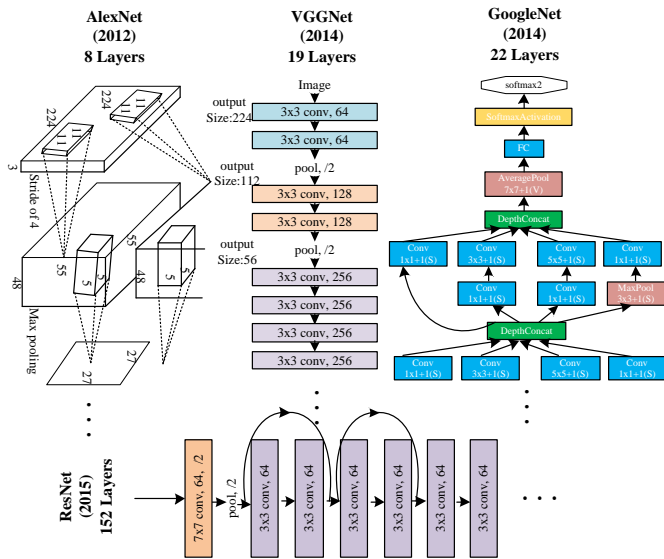 AlexNet
(2012)
8 Layers
224
11
11
11
11
224
3
Stride of 4
55
55
48
5
5
48
5
5
Max pooling
27
27
27
VGGNet
(2014)
19 Layers
Image
output
Size:224
3x3 conv, 64
3x3 conv, 64
output
Size:112
pool, /2
3x3 conv, 128
3x3 conv, 128
output
Size:56
pool, /2
3x3 conv, 256
3x3 conv, 256
3x3 conv, 256
3x3 conv, 256
GoogleNet
(2014)
22 Layers
softmax2
SoftmaxActivation
FC
AveragePool
7x7+1(V)
DepthConcat
Conv
1x1+1(S)
Conv
3x3+1(S)
Conv
5x5+1(S)
Conv
1x1+1(S)
Conv
1x1+1(S)
Conv
1x1+1(S)
MaxPool
3x3+1(S)
DepthConcat
Conv
1x1+1(S)
Conv
3x3+1(S)
Conv
5x5+1(S)
Conv
1x1+1(S)
ResNet
(2015)
152 Layers
7x7 conv, 64, /2
pool, /2
3x3 conv, 64
3x3 conv, 64
3x3 conv, 64
3x3 conv, 64
3x3 conv, 64
3x3 conv, 64